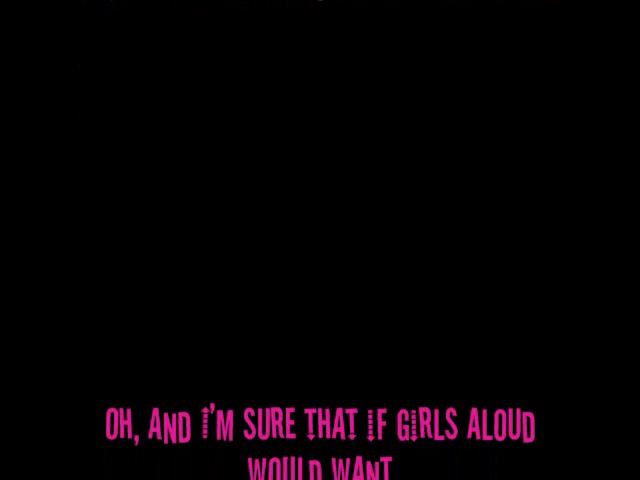 OH, AND I'M SURE THAT IF GIRLS ALOUD
WOULD WANT